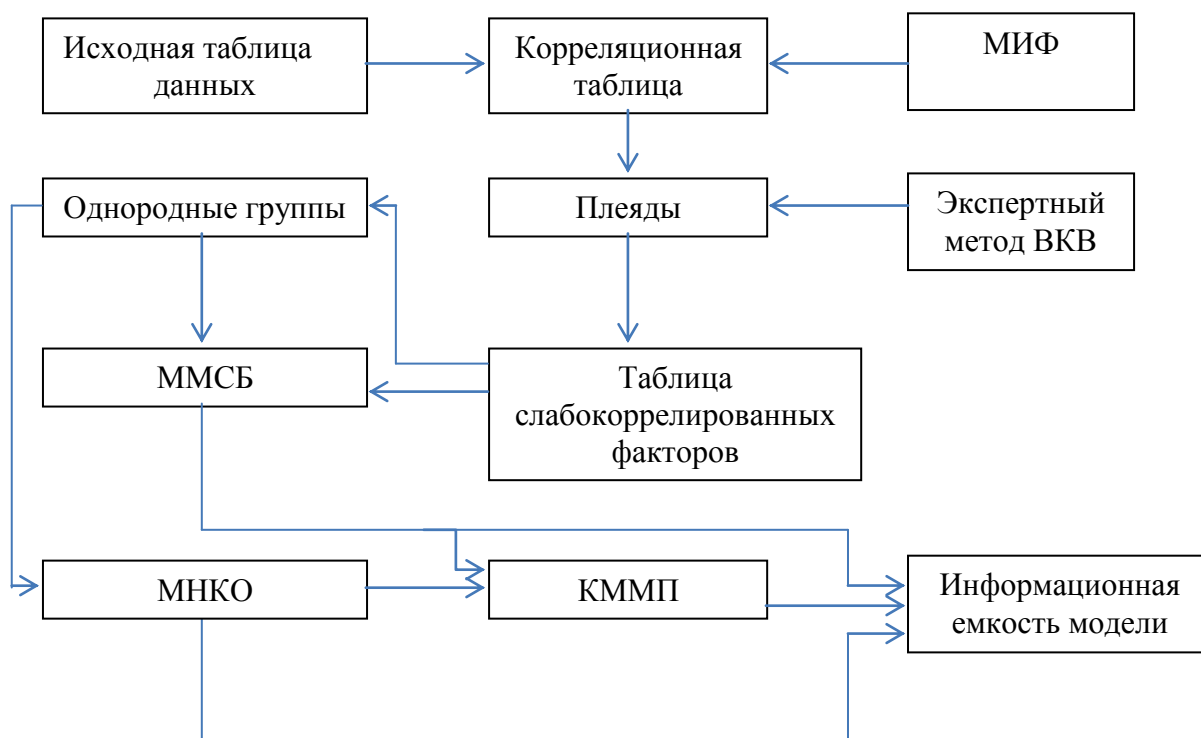 Исходная таблица
данных
Корреляционная
таблица
МИФ
Однородные группы
Плеяды
Экспертный
метод ВКВ
ММСБ
Таблица
слабокоррелированных
факторов
МНКО
КММП
Информационная
емкость модели